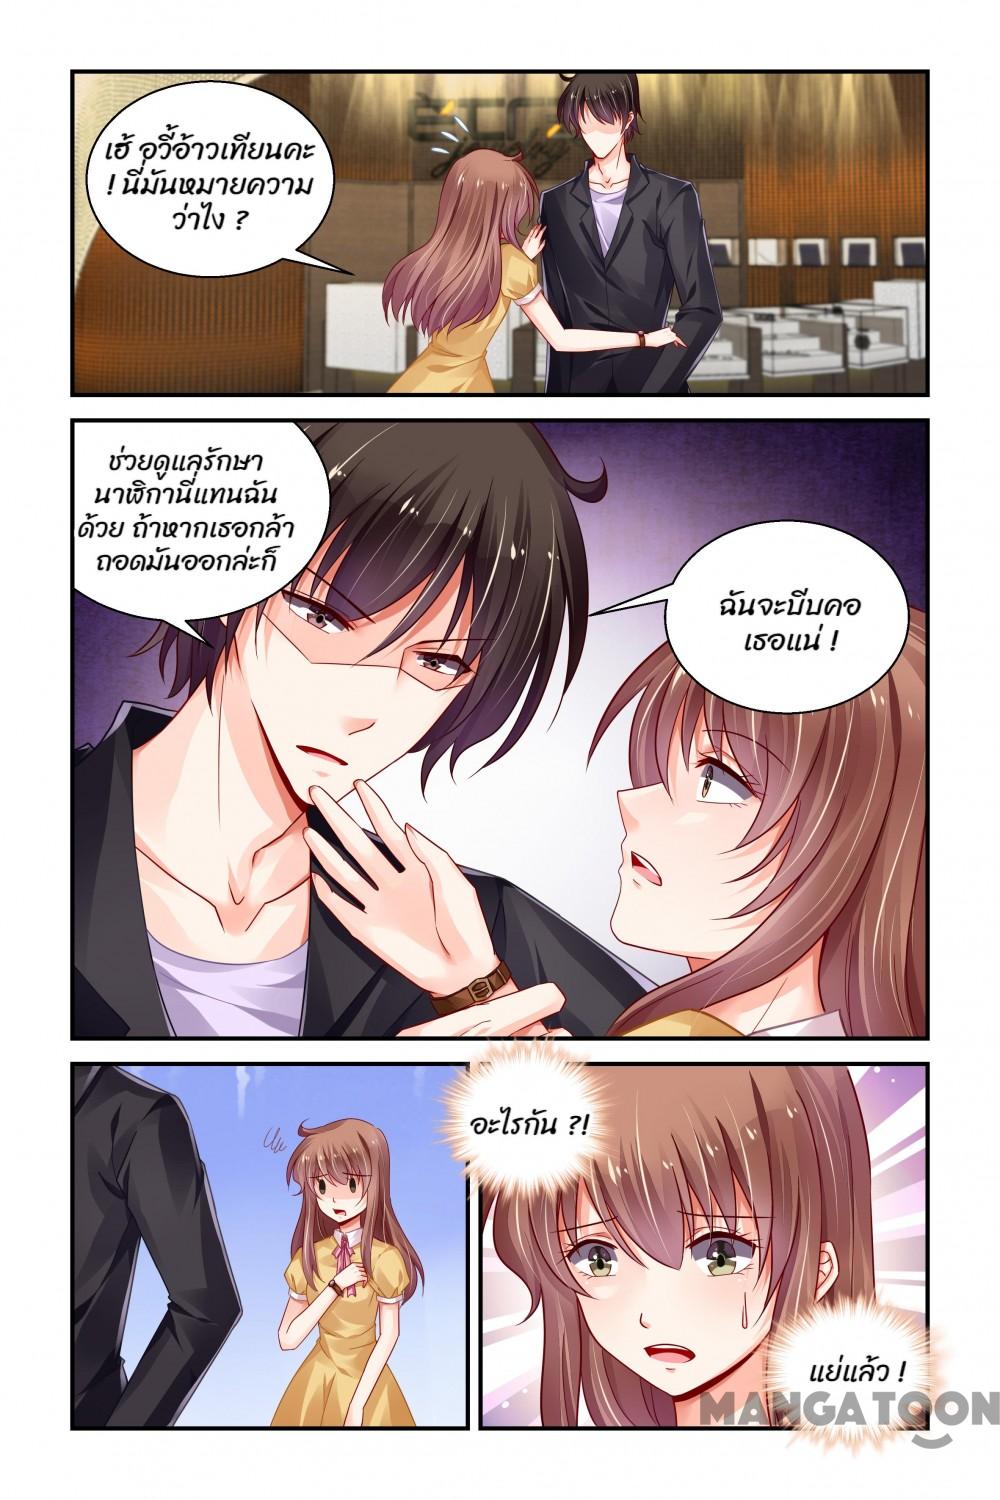 เฮ้ อวี้อ้าวเทียนคะ
! นี่มันหมายความ
ว่าไง ?
ช่วยดูแลรักษา
นาฬิกานี่แทนฉัน
ด้วย ถ้าหากเธอกล้า
ถอดมันออกล่ะก็
ฉันจะบีบคอ
เธอแน่ !
อะไรกัน ?!
แย่แล้ว !
MANGATOON